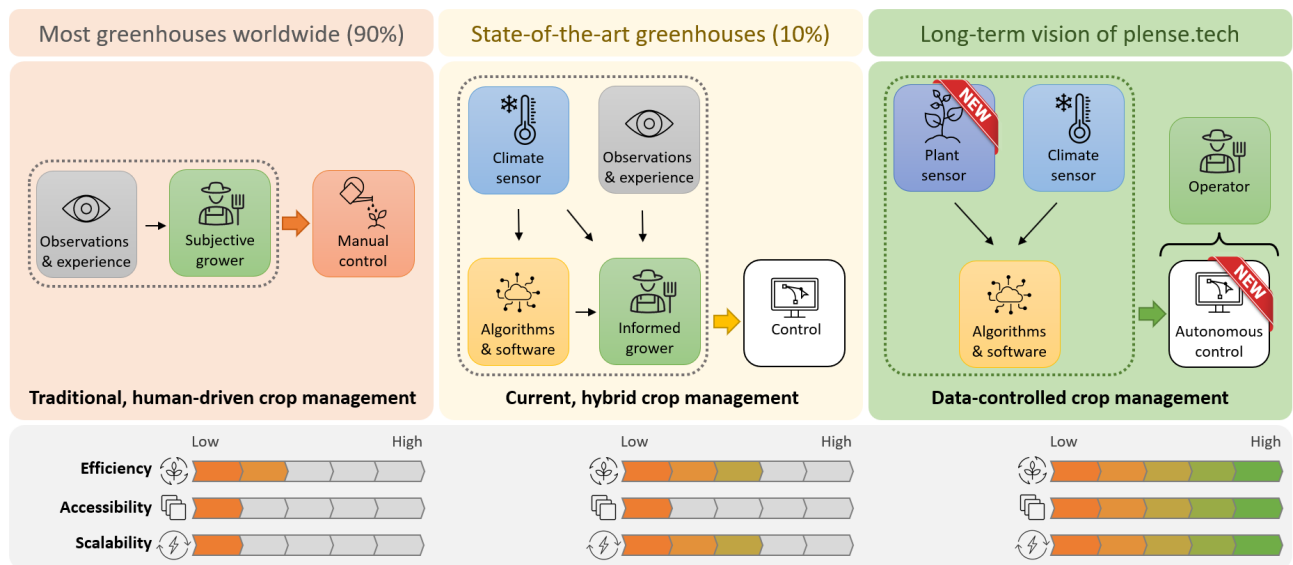 Most greenhouses worldwide (90%)
State-of-the-art greenhouses (10%)
Long-term vision of plense.tech
Observations
& experience
Subjective
grower
Manual
control
Traditional, human-driven crop management
Climate
sensor
Observations
& experience
Algorithms
& software
Informed
grower
Control
Current, hybrid crop management
NEW
Plant
sensor
Climate
sensor
Operator
Algorithms
& software
NEW
Autonomous
control
Data-controlled crop management
Low
High
Low
High
Low
High
Efficiency
Accessibility
Scalability